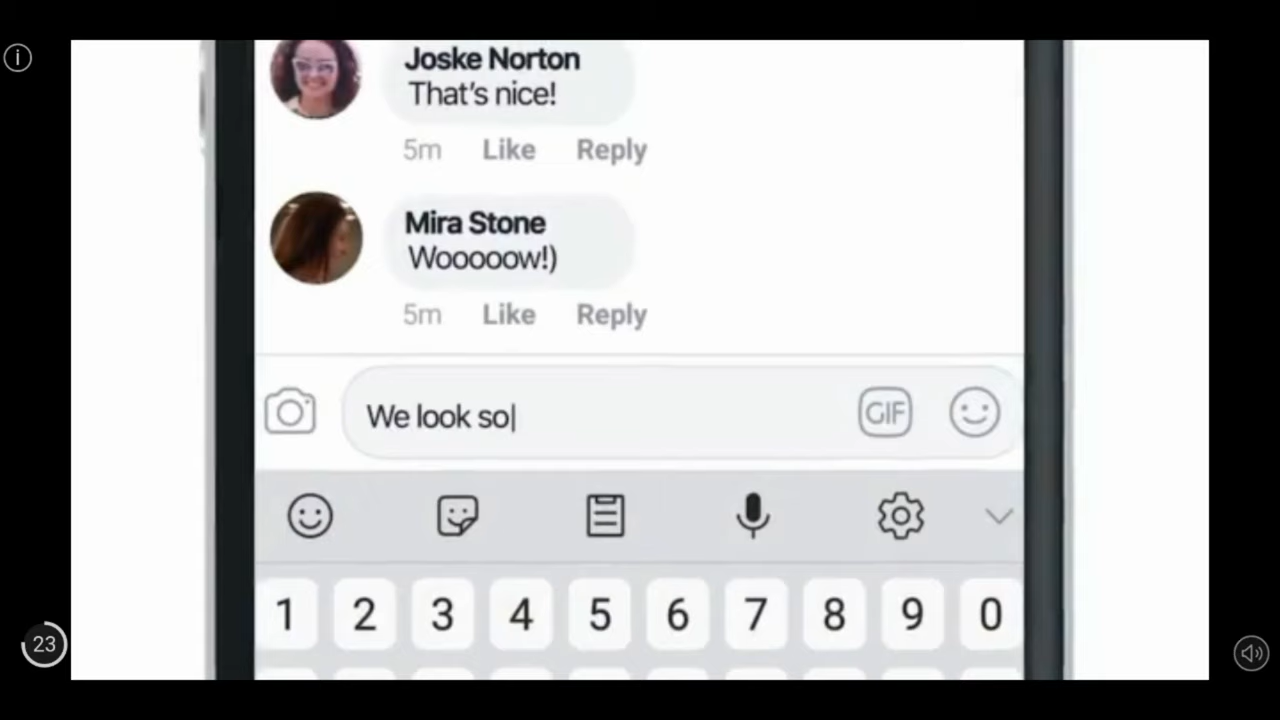 Joske Norton
That's nice!
5m Like Reply
Mira Stone
Wooooow!)
5m Like Reply
We look so
GIF
1 2 3 4 5 6 7 8 9 0
23